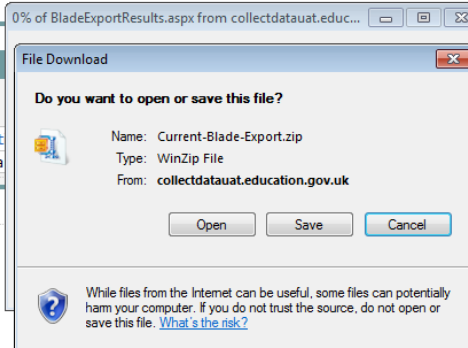 0% of BladeExportResults.aspx from collectdatauat.educ...
File Download
Do you want to open or save this file?
Name: Current-Blade-Export.zip
Type: WinZip File
From: collectdatauat.education.gov.uk
Open Save Cancel
While files from the Internet can be useful, some files can potentially
harm your computer. If you do not trust the source, do not open or
save this file. What's the risk?